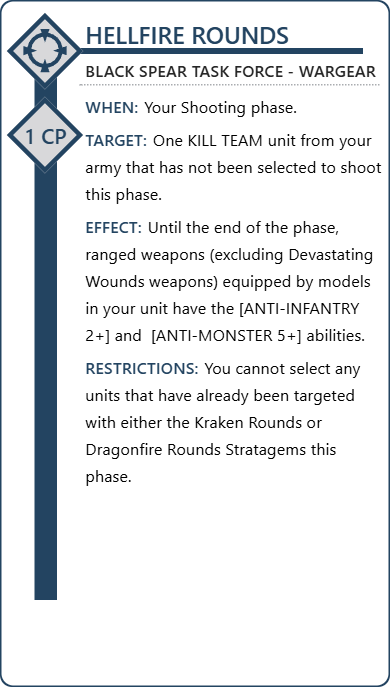 HELLFIRE ROUNDS
BLACK SPEAR TASK FORCE - WARGEAR
WHEN: Your Shooting phase.
1 CP
TARGET: One KILL TEAM unit from your
army that has not been selected to shoot
this phase.
EFFECT: Until the end of the phase,
ranged weapons (excluding Devastating
Wounds weapons) equipped by models
in your unit have the [ANTI-INFANTRY
2+] and  [ANTI-MONSTER 5+] abilities.
RESTRICTIONS: You cannot select any
units that have already been targeted
with either the Kraken Rounds or
Dragonfire Rounds Stratagems this
phase.